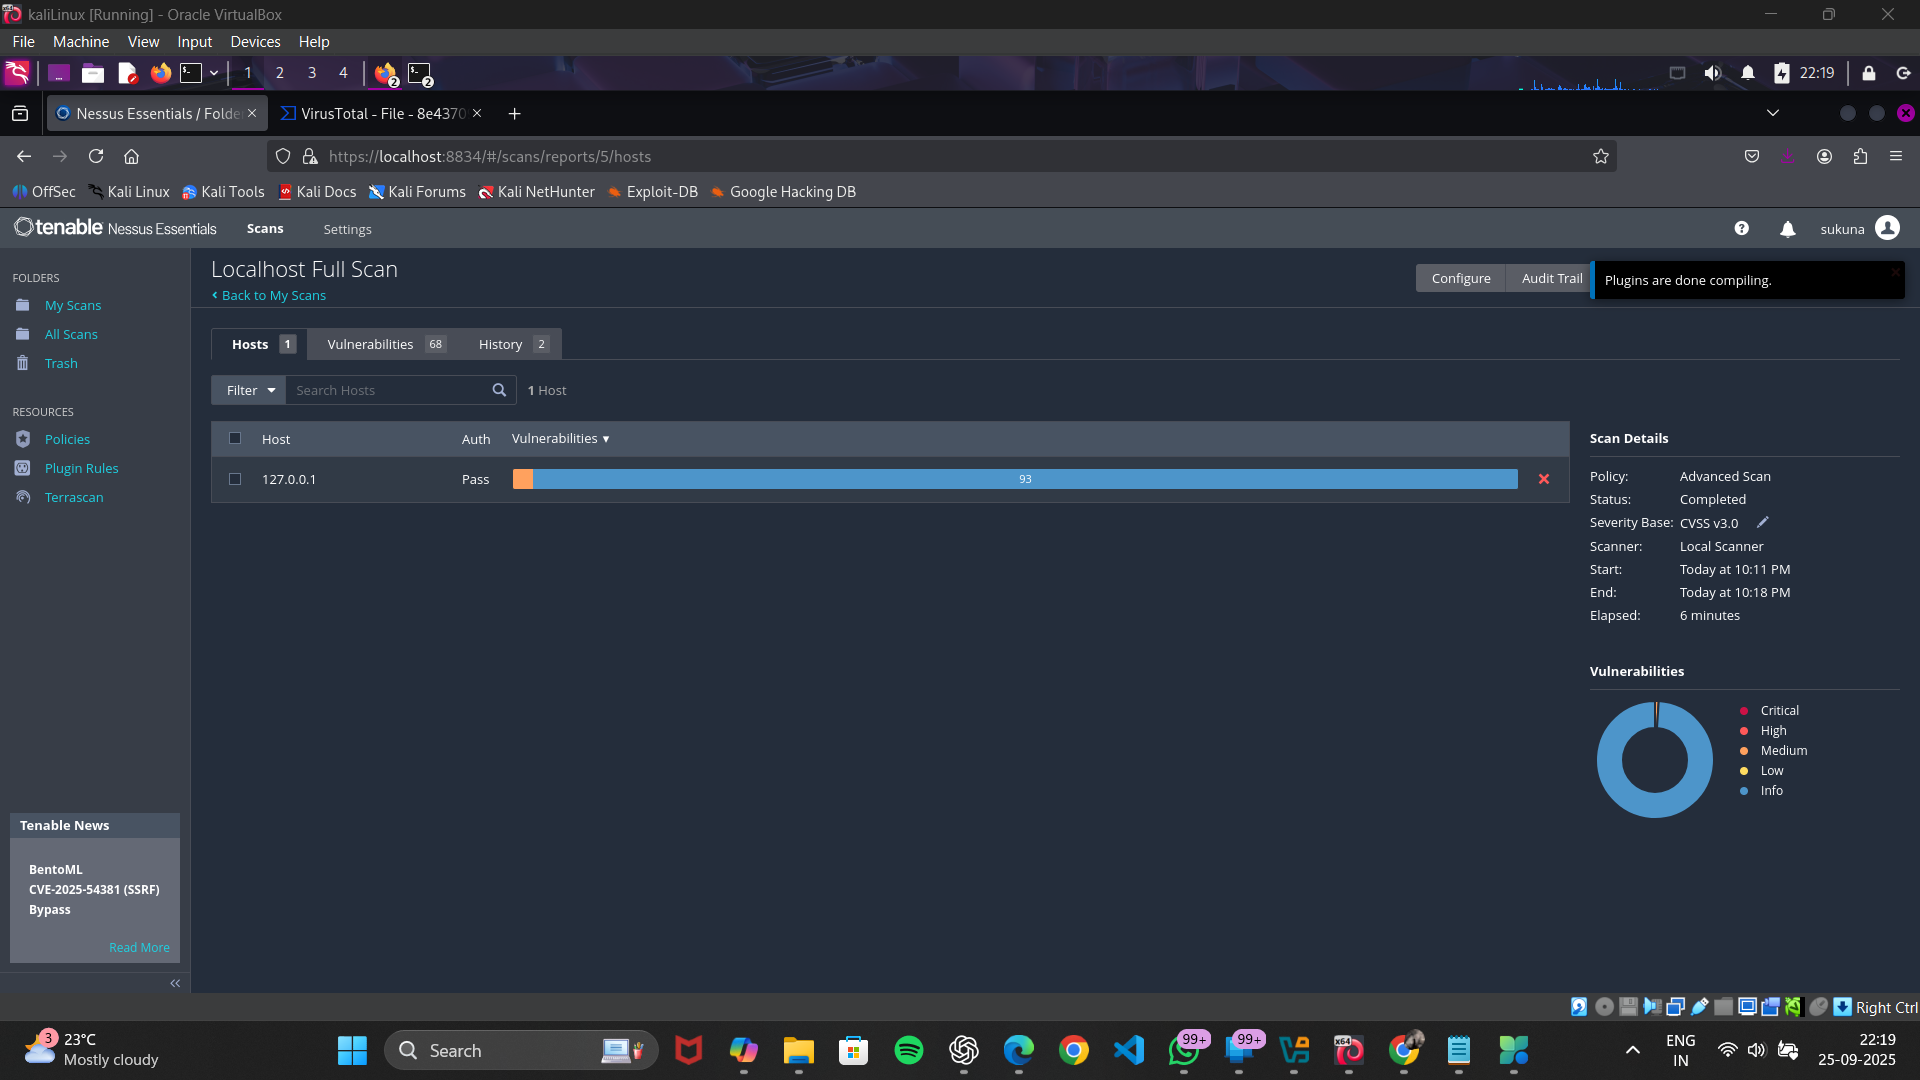 kaliLinux [Running] - Oracle VirtualBox
File Machine View Input Devices Help
1 2 3 4 2 2 22:19
Nessus Essentials / Folde VirusTotal - File - 8e4370
https://localhost:8834/#/scans/reports/5/hosts
OffSec Kali Linux Kali Tools Kali Docs Kali Forums Kali NetHunter Exploit-DB Google Hacking DB
tenable Nessus Essentials Scans Settings sukuna
FOLDERS
My Scans
All Scans
Trash
RESOURCES
Policies
Plugin Rules
Terrascan
Tenable News
BentoML
CVE-2025-54381 (SSRF)
Bypass
Read More
Localhost Full Scan
Back to My Scans
Configure Audit Trail
Plugins are done compiling.
Hosts 1 Vulnerabilities 68 History 2
Filter Search Hosts 1 Host
Host Auth Vulnerabilities
127.0.0.1 Pass 93
Scan Details
Policy: Advanced Scan
Status: Completed
Severity Base: CVSS v3.0
Scanner: Local Scanner
Start: Today at 10:11 PM
End: Today at 10:18 PM
Elapsed: 6 minutes
Vulnerabilities
Critical
High
Medium
Low
Info
Right Ctrl
3 23°C
Mostly cloudy
Search
99+ 99+
x64
ENG
IN
22:19
25-09-2025